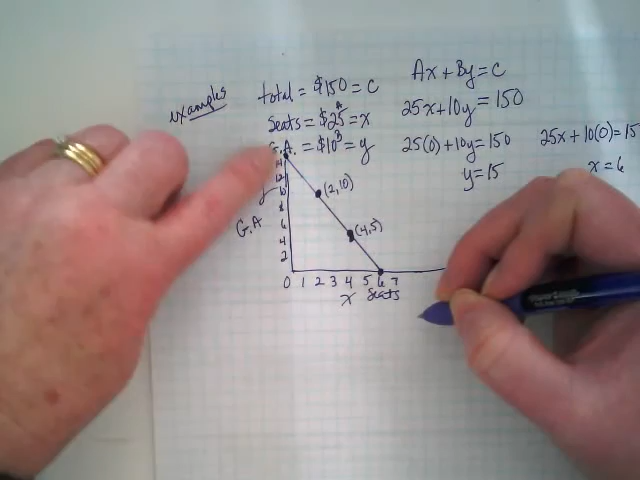 examples
total = $150 = C
Seats = $25 = x
A
G.A. = $10 = y
B
Ax + By = C
25x + 10y = 150
25(0) + 10y = 150
y = 15
25x + 10(0) = 15
x = 6
(2,10)
(4,5)
y
G.A
14
12
10
8
6
4
2
0 1 2 3 4 5 6 7
x Seats